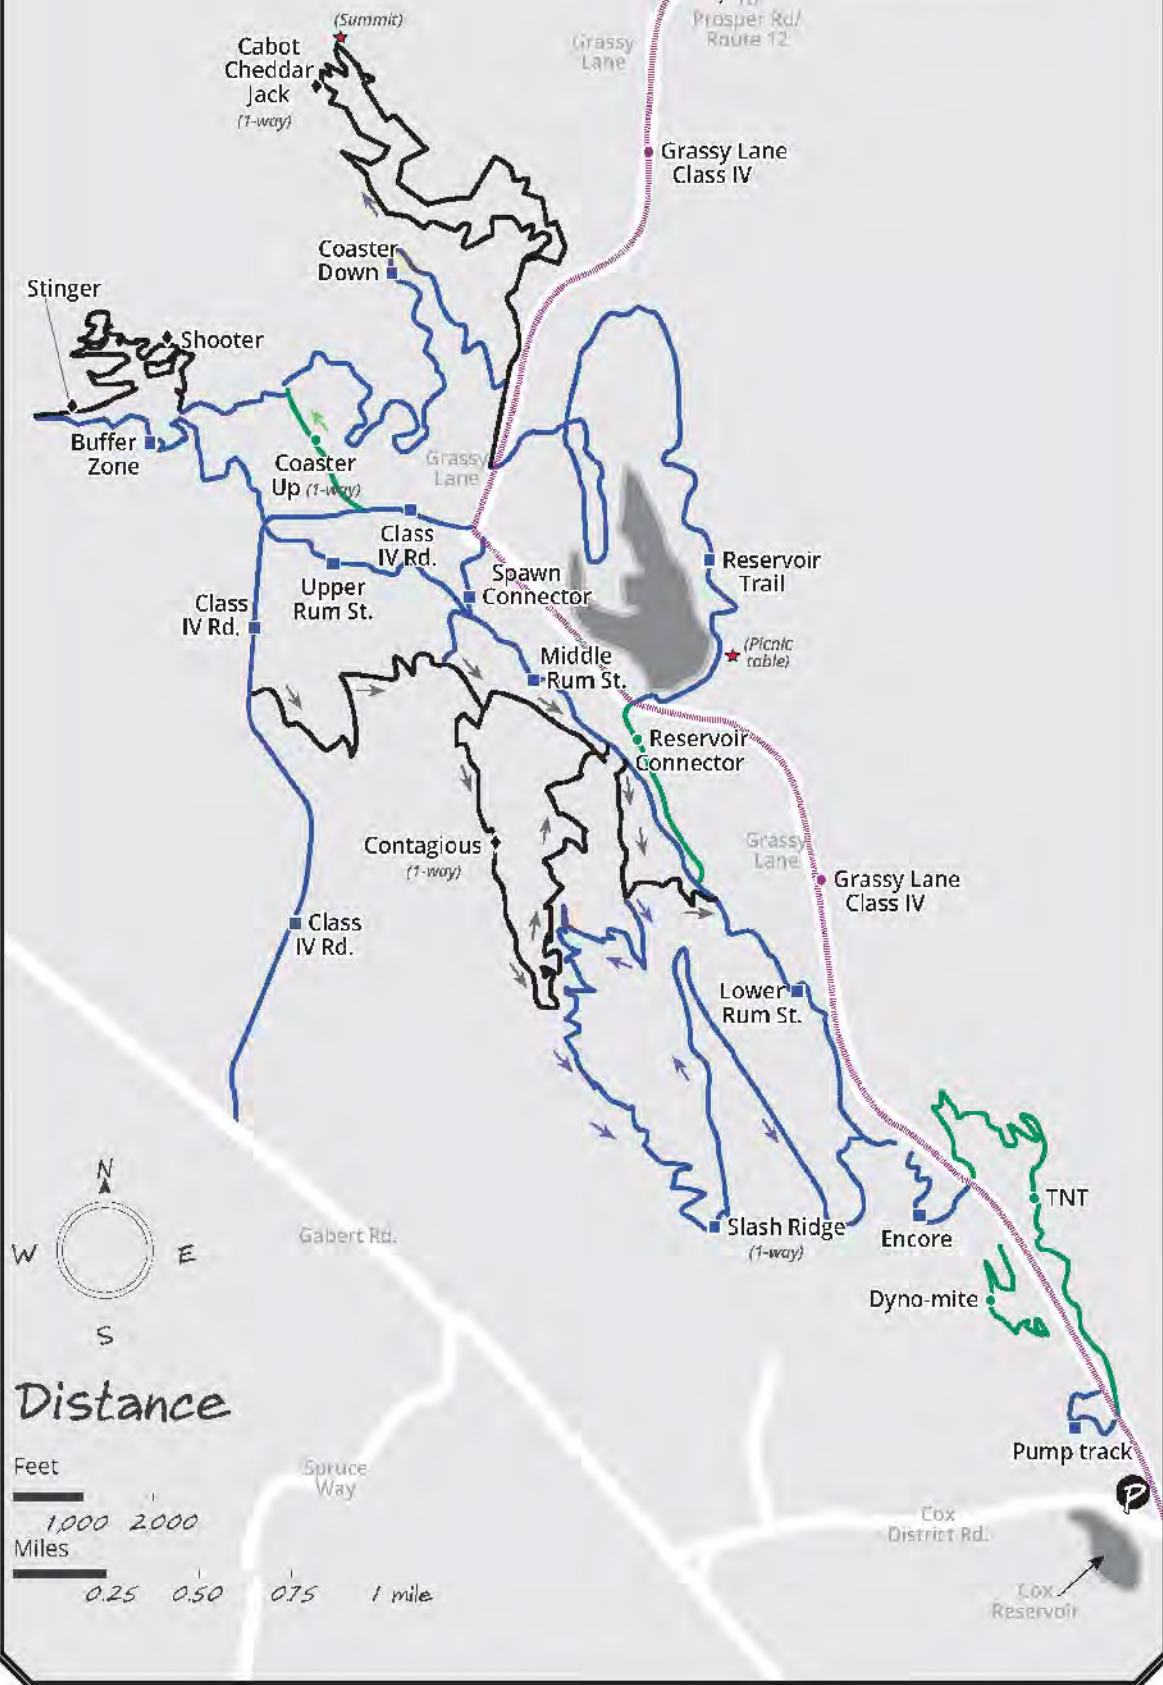 (Summit)
Prosper Rd/
Route 12
Grassy
Lane
Cabot
Cheddar
Jack
(1-way)
Grassy Lane
Class IV
Coaster
Down
Stinger
Shooter
Buffer
Zone
Coaster
Up (1-way)
Grassy
Lane
Class
IV Rd.
Upper
Rum St.
Spawn
Connector
Reservoir
Trail
Class
IV Rd.
(Picnic
table)
Middle
Rum St.
Reservoir
Connector
Contagious
(1-way)
Grassy
Lane
Grassy Lane
Class IV
Class
IV Rd.
Lower
Rum St.
TNT
Slash Ridge
(1-way)
Encore
Dyno-mite
N
W
E
S
Gabert Rd.
Distance
Feet
1,000 2000
Miles
0.25 0.50 0.75 1 mile
Spruce
Way
Pump track
P
Cox
District Rd.
Cox
Reservoir